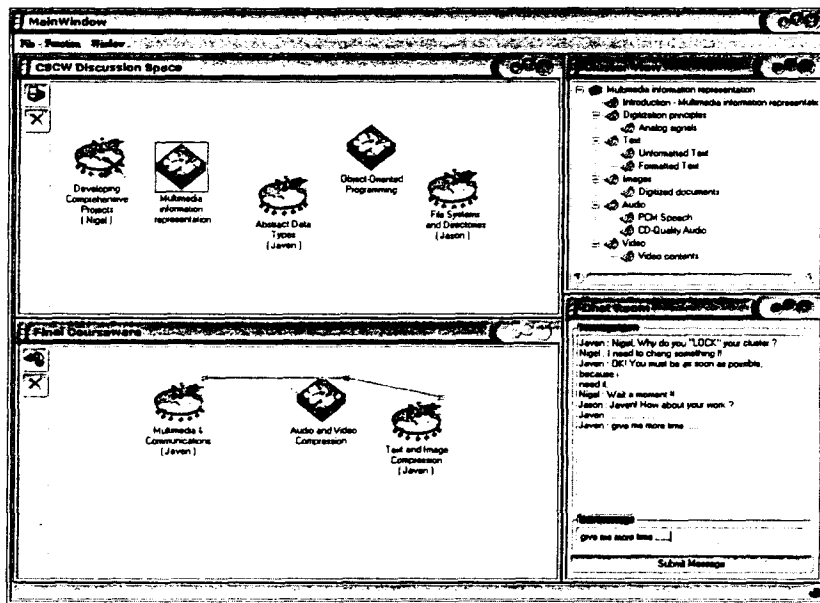 MainWindow
File Function Window
CSCW Discussion Space
Developing
Comprehensive
Projects
( Nigel )
Multimedia
information
representation
Abstract Data
Types
( Javen )
Object-Oriented
Programming
File Systems
and Directories
( Jason )
Multimedia information representation
Introduction - Multimedia information representatio
Digitization principles
Analog signals
Text
Unformatted Text
Formatted Text
Images
Digitized documents
Audio
PCM Speech
CD-Quality Audio
Video
Video contents
Final Courseware
Multimedia &
Communications
( Javen )
Audio and Video
Compression
Text and Image
Compression
( Javen )
Chat Room
Javen : Nigel, Why do you "LOCK" your cluster ?
Nigel : I need to chang something !!
Javen : OK! You must be as soon as possible,
because i
need it.
Nigel : Wait a moment !!
Jason : Javen! How about your work ?
Javen : ..............
Javen : give me more time .....
give me more time .....
Submit Message